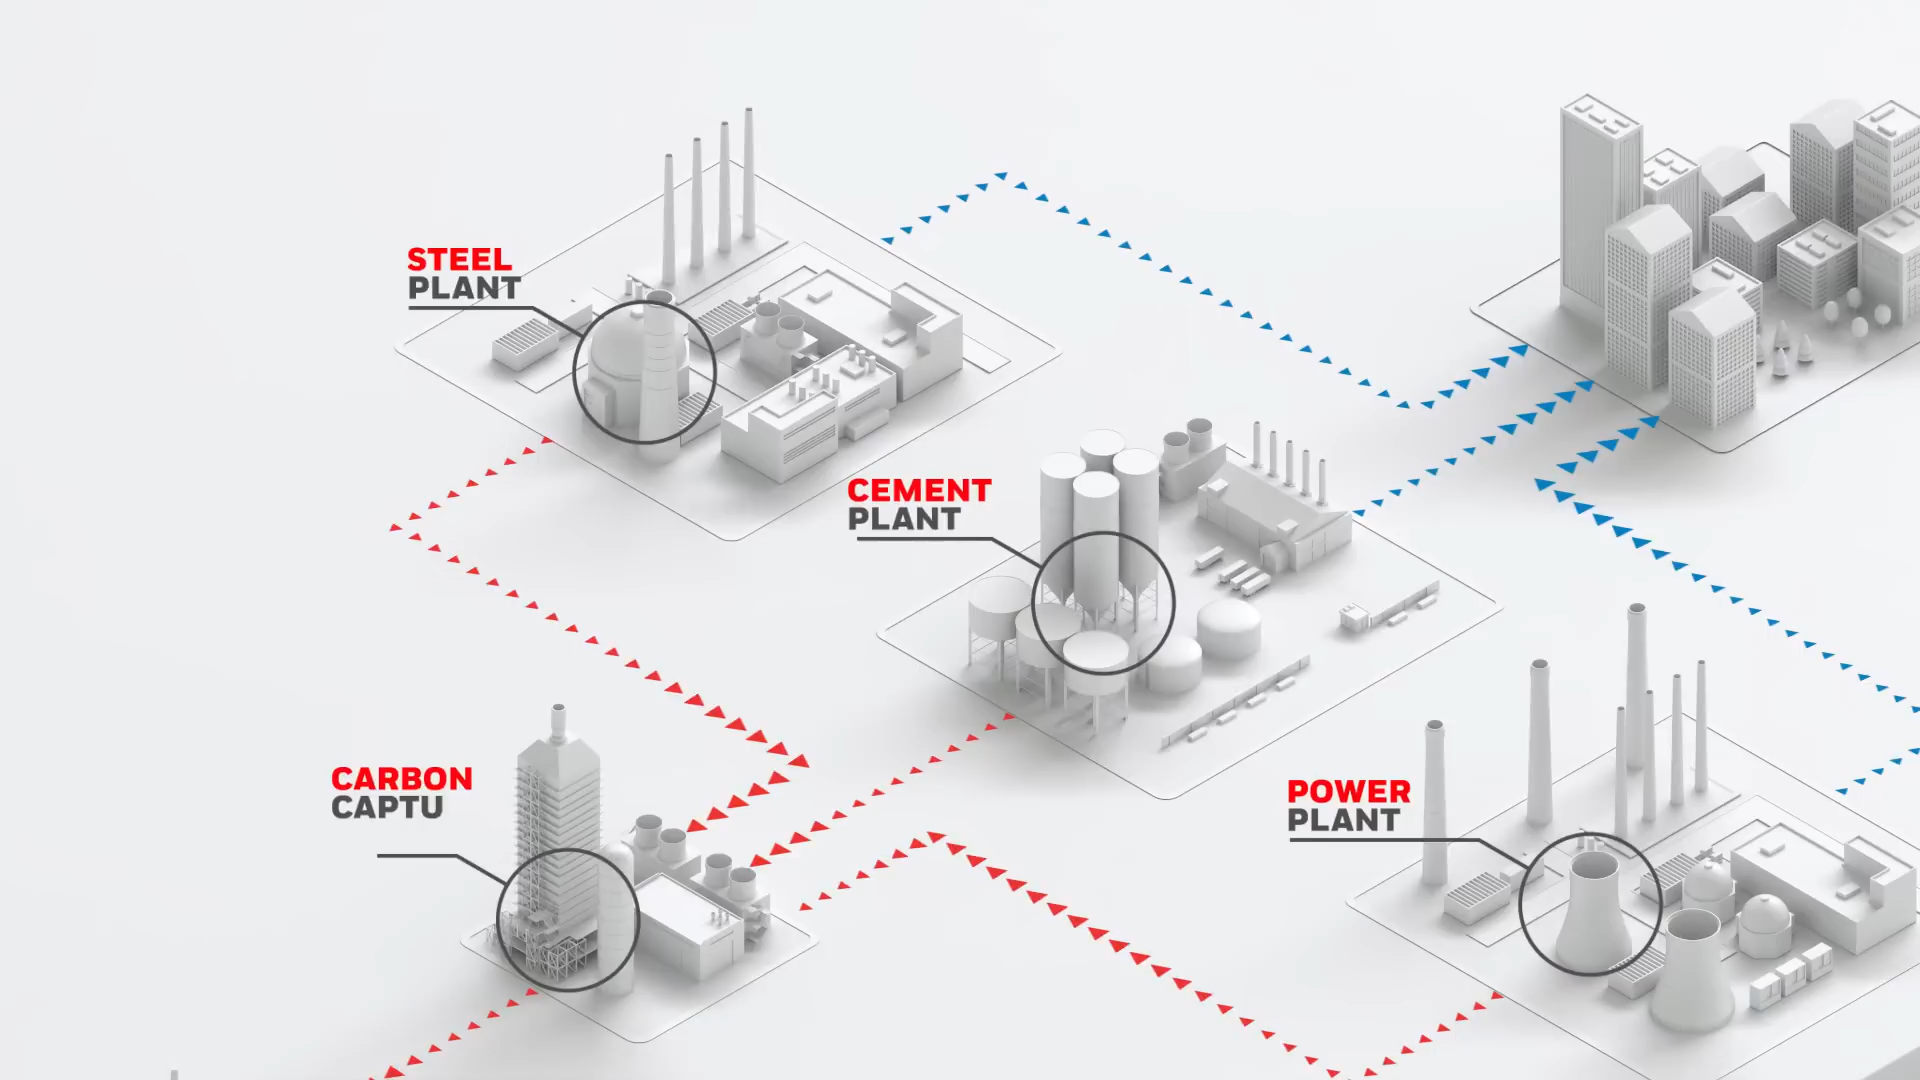 STEEL
PLANT
CEMENT
PLANT
CARBON
CAPTU
POWER
PLANT